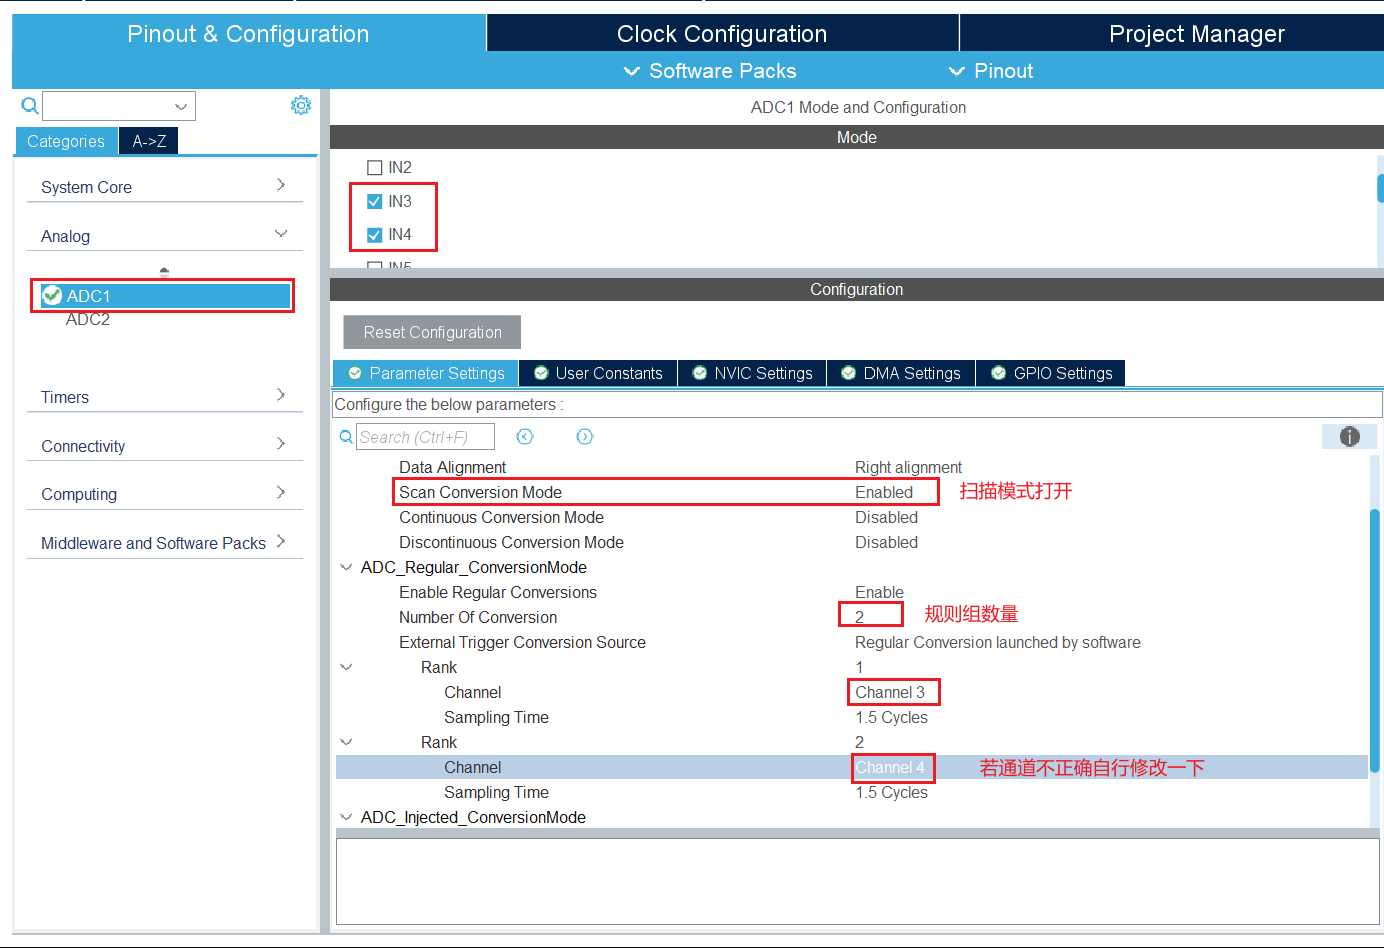 Pinout & Configuration
Clock Configuration
Project Manager
Software Packs
Pinout
Categories
A->Z
System Core
Analog
ADC1
ADC2
Timers
Connectivity
Computing
Middleware and Software Packs
ADC1 Mode and Configuration
Mode
IN2
IN3
IN4
IN5
Configuration
Reset Configuration
Parameter Settings
User Constants
NVIC Settings
DMA Settings
GPIO Settings
Configure the below parameters :
Search (Ctrl+F)
Data Alignment Right alignment
Scan Conversion Mode Enabled 扫描模式打开
Continuous Conversion Mode Disabled
Discontinuous Conversion Mode Disabled
ADC_Regular_ConversionMode
Enable Regular Conversions Enable
Number Of Conversion 2 规则组数量
External Trigger Conversion Source Regular Conversion launched by software
Rank 1
Channel Channel 3
Sampling Time 1.5 Cycles
Rank 2
Channel Channel 4 若通道不正确自行修改一下
Sampling Time 1.5 Cycles
ADC_Injected_ConversionMode